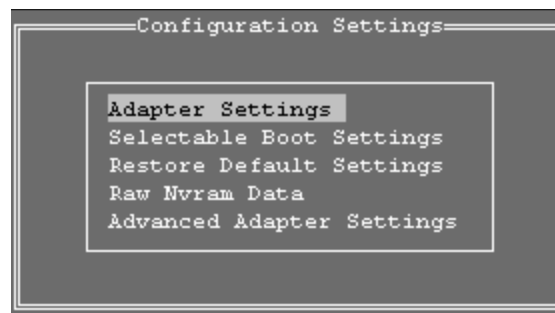 Configuration Settings
Adapter Settings
Selectable Boot Settings
Restore Default Settings
Raw Nvram Data
Advanced Adapter Settings